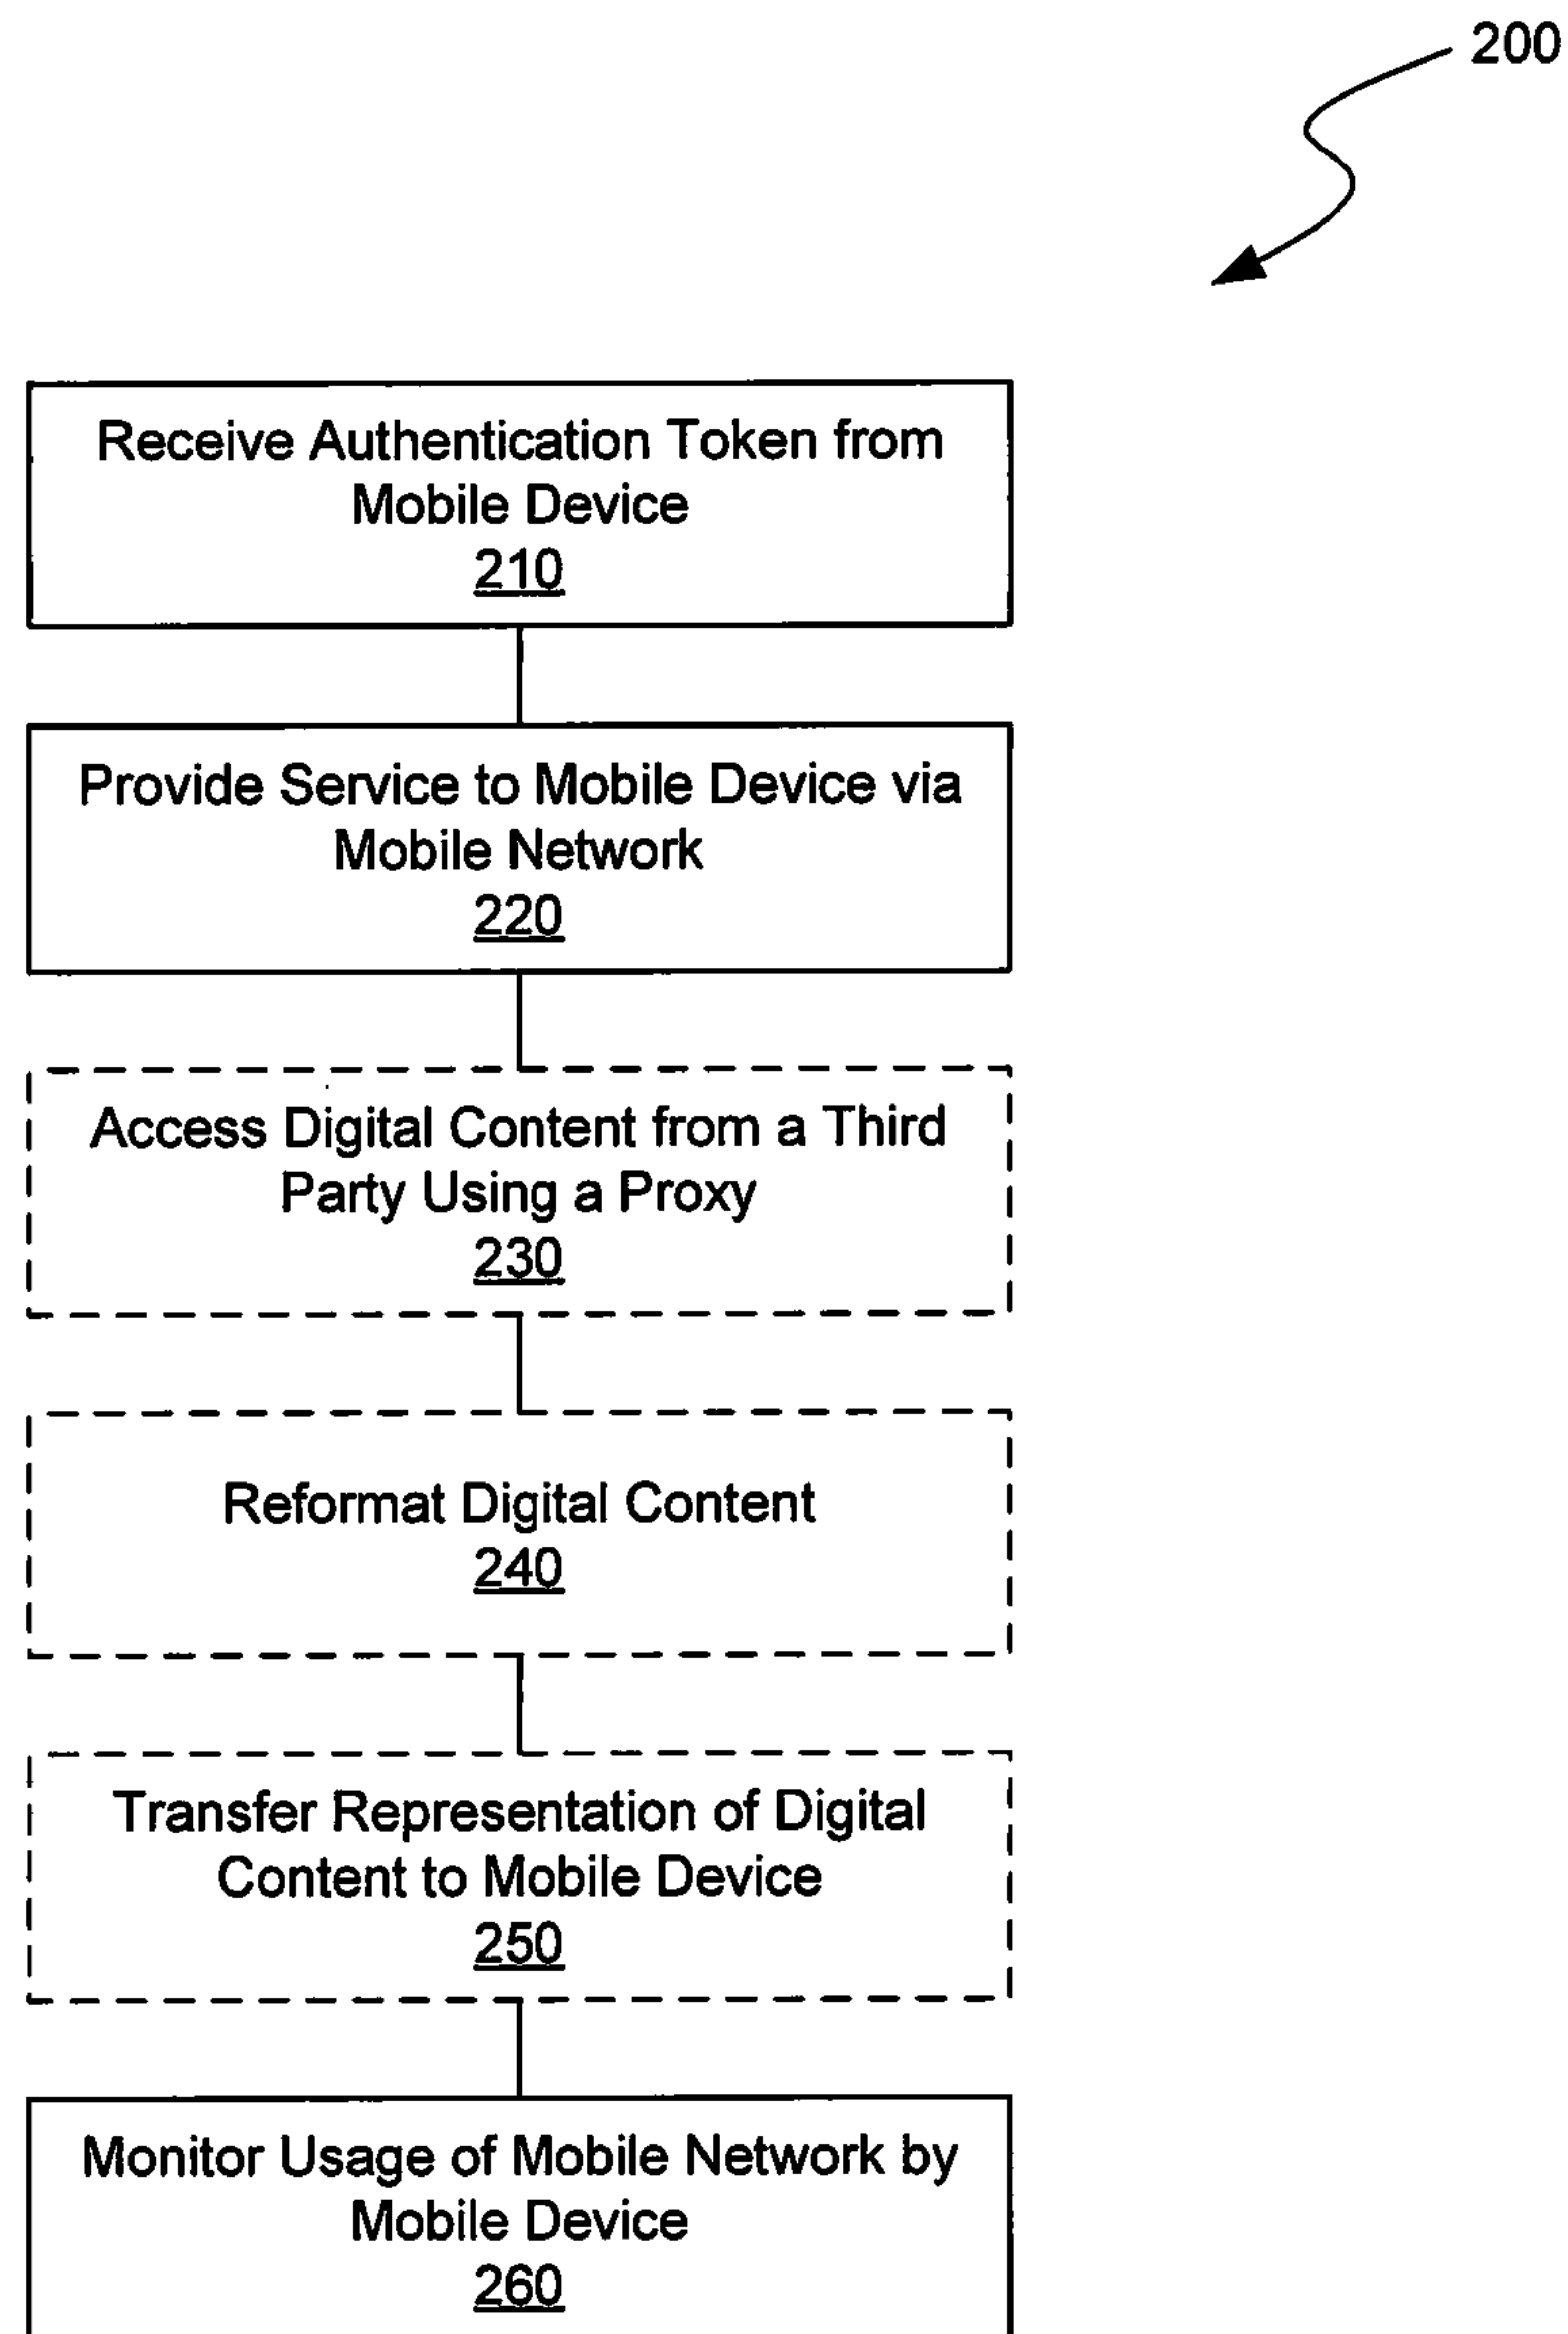 200
Receive Authentication Token from
Mobile Device
210
Provide Service to Mobile Device via
Mobile Network
220
Access Digital Content from a Third
Party Using a Proxy
230
Reformat Digital Content
240
Transfer Representation of Digital
Content to Mobile Device
250
Monitor Usage of Mobile Network by
Mobile Device
260